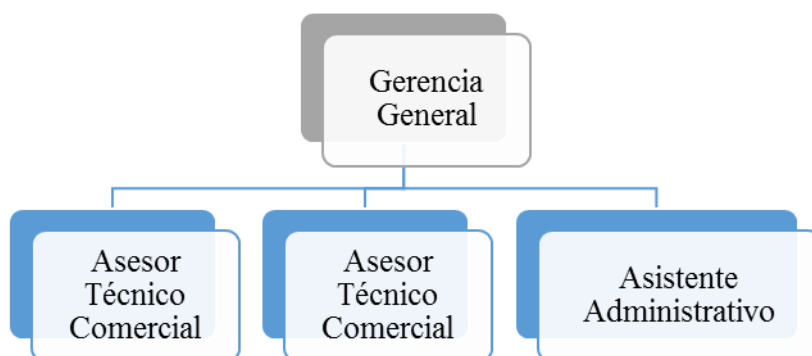 Gerencia
General
Asesor
Técnico
Comercial
Asesor
Técnico
Comercial
Asistente
Administrativo